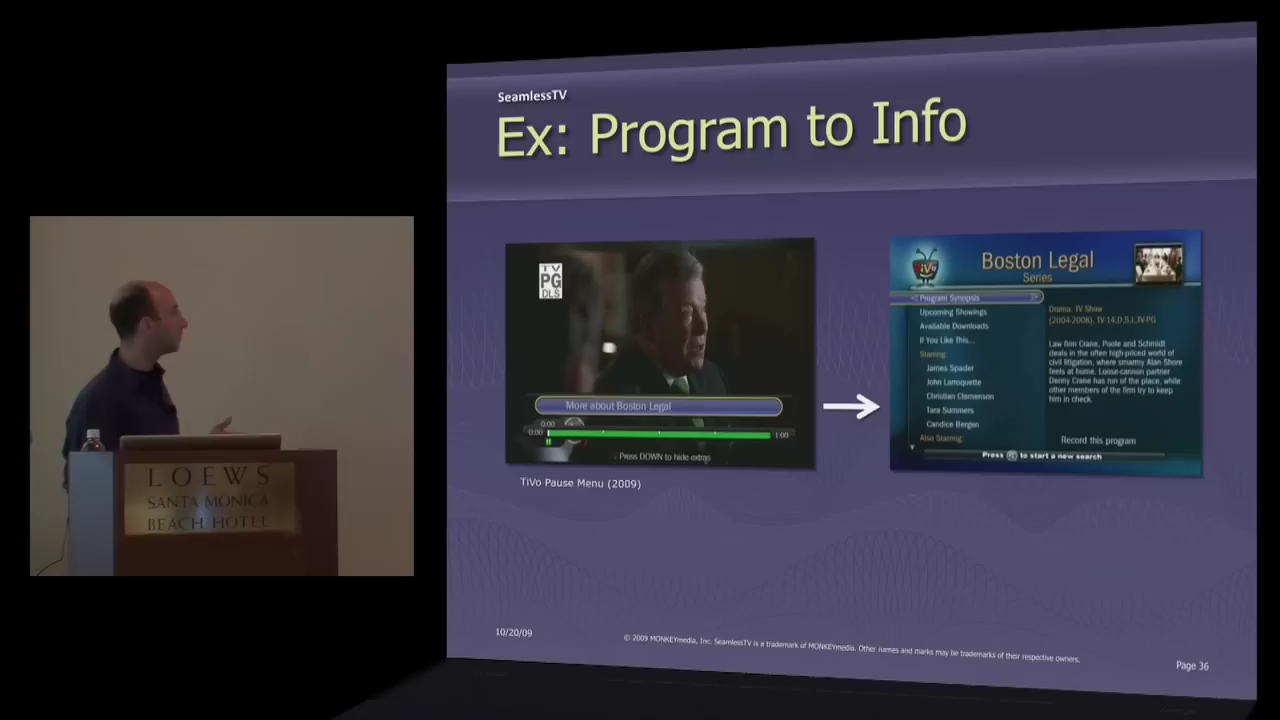 SeamlessTV
Ex: Program to Info
TV
PG
DLS
More about Boston Legal
0:00
0:00
1:00
Press DOWN to hide extras
TiVo Pause Menu (2009)
TiVo
Boston Legal
Series
Program Synopsis
Upcoming Showings
Available Downloads
If You Like This...
Starring:
James Spader
John Larroquette
Christian Clemenson
Tara Summers
Candice Bergen
Also Starring:
Drama, TV Show
(2004-2008), TV-14,D,S,L,TV-PG
Law firm Crane, Poole and Schmidt
deals in the often high-priced world of
civil litigation, where smarmy Alan Shore
feels at home. Loose-cannon partner
Denny Crane has run of the place, while
other members of the firm try to keep
him in check.
Record this program
Press to start a new search
LOEWS
SANTA MONICA
BEACH HOTEL
10/20/09
© 2009 MONKEYmedia, Inc. SeamlessTV is a trademark of MONKEYmedia. Other names and marks may be trademarks of their respective owners.
Page 36